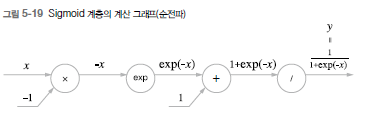 그림 5-19 Sigmoid 계층의 계산 그래프(순전파)
y
=
1
x -x exp(-x) 1+exp(-x) 1+exp(-x)
× exp + /
-1 1